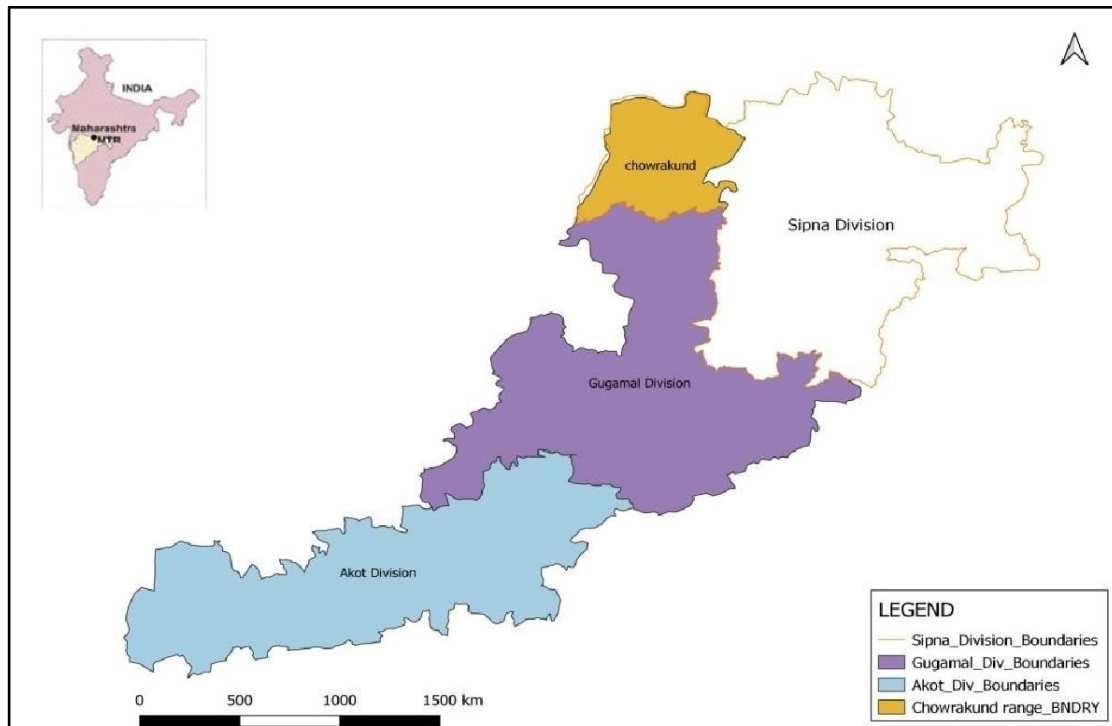 INDIA
Maharashtra
MTR
chowrakund
Sipna Division
Gugamal Division
Akot Division
LEGEND
Sipna_Division_Boundaries
Gugamal_Div_Boundaries
Akot_Div_Boundaries
Chowrakund range_BNDRY
0 500 1000 1500 km